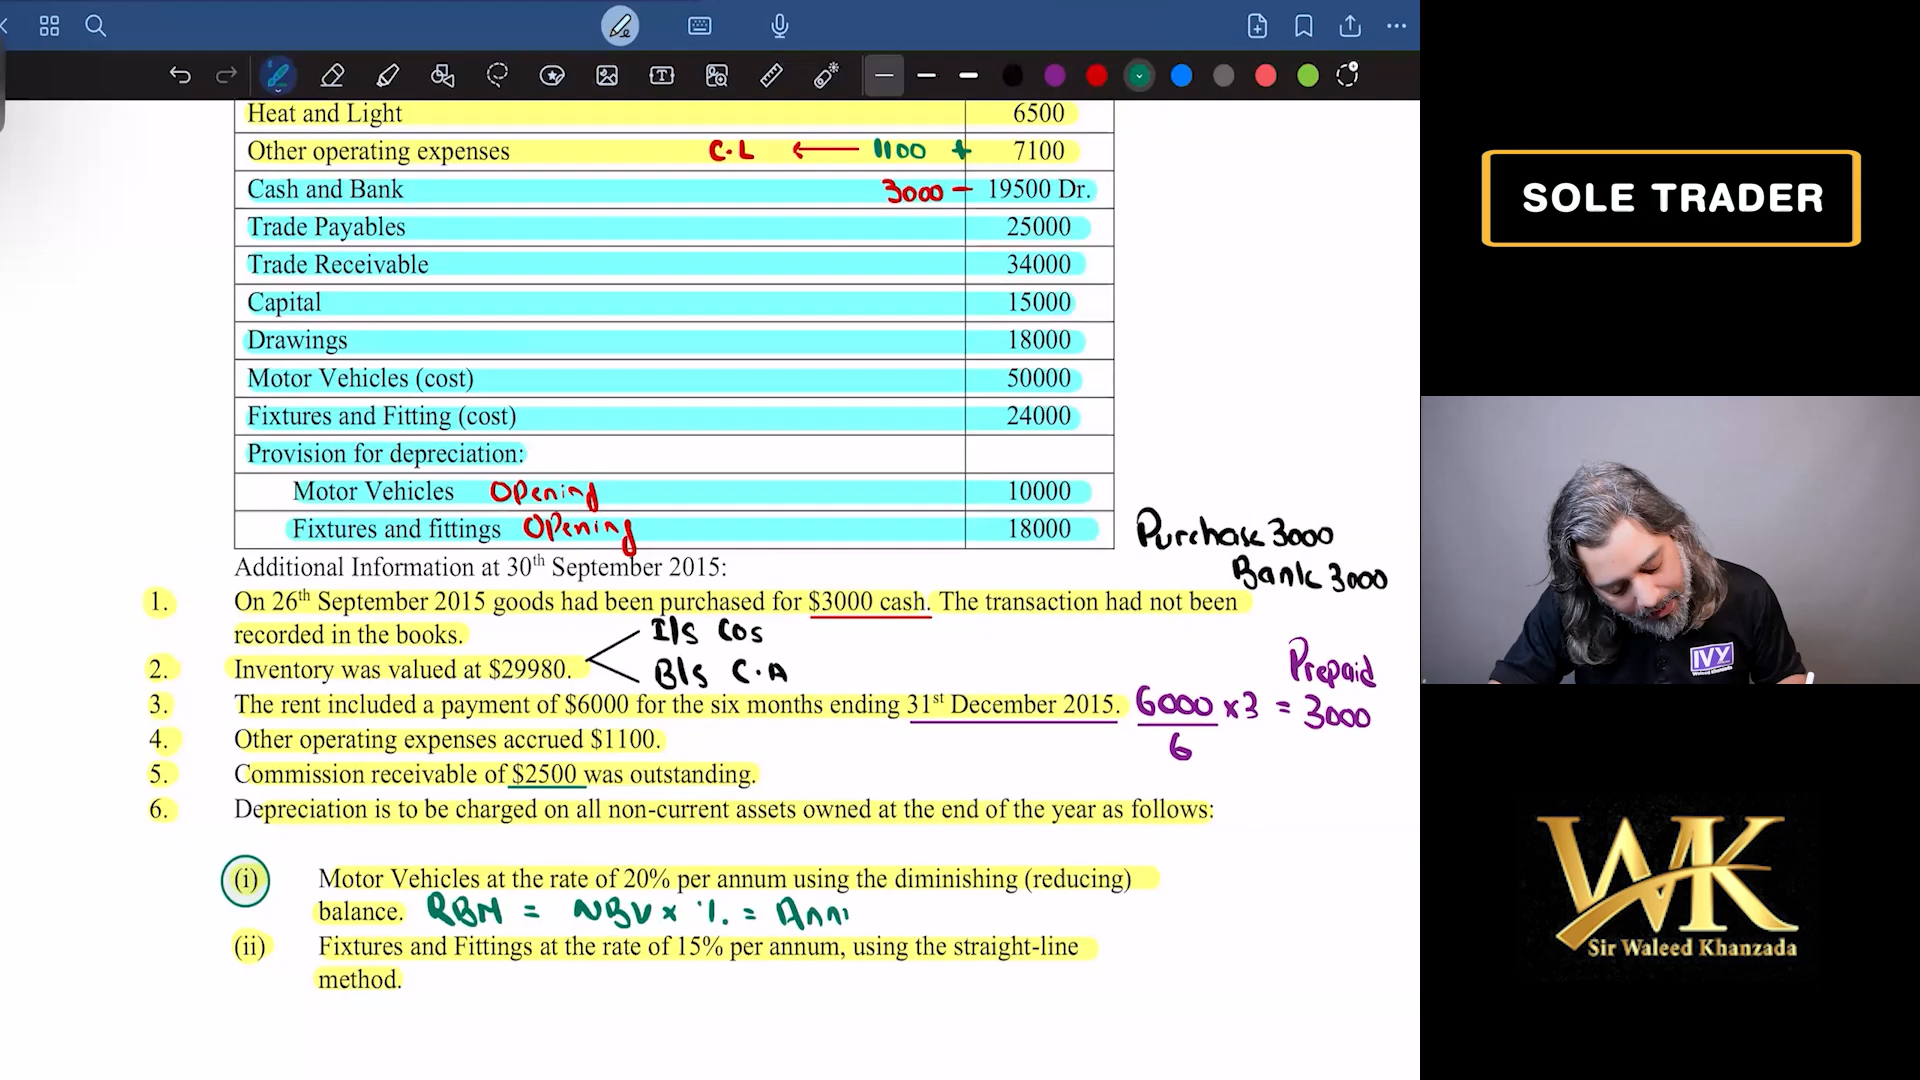 Heat and Light 6500
Other operating expenses C.L ← 1100 + 7100
Cash and Bank 3000 − 19500 Dr.
Trade Payables 25000
Trade Receivable 34000
Capital 15000
Drawings 18000
Motor Vehicles (cost) 50000
Fixtures and Fitting (cost) 24000
Provision for depreciation:
Motor Vehicles Opening 10000
Fixtures and fittings Opening 18000
Purchase 3000
Bank 3000
Additional Information at 30th September 2015:
1. On 26th September 2015 goods had been purchased for $3000 cash. The transaction had not been
recorded in the books.
I/S COS
2. Inventory was valued at $29980.
B/S C.A
Prepaid
3. The rent included a payment of $6000 for the six months ending 31st December 2015. 6000/6 x 3 = 3000
4. Other operating expenses accrued $1100.
5. Commission receivable of $2500 was outstanding.
6. Depreciation is to be charged on all non-current assets owned at the end of the year as follows:
(i) Motor Vehicles at the rate of 20% per annum using the diminishing (reducing)
balance. RBM = NBV x %. = Ann
(ii) Fixtures and Fittings at the rate of 15% per annum, using the straight-line
method.
SOLE TRADER
IVY
WK
Sir Waleed Khanzada